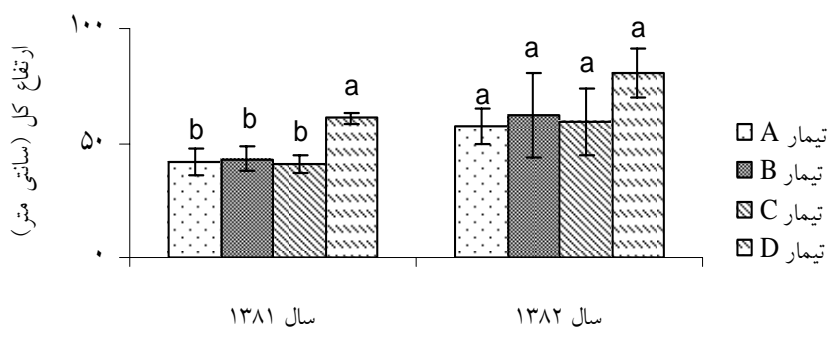 ارتفاع کل (سانتی متر)
۱۰۰
۵۰
۰
b b b a
a a a a
سال ۱۳۸۱
سال ۱۳۸۲
تیمار A
تیمار B
تیمار C
تیمار D